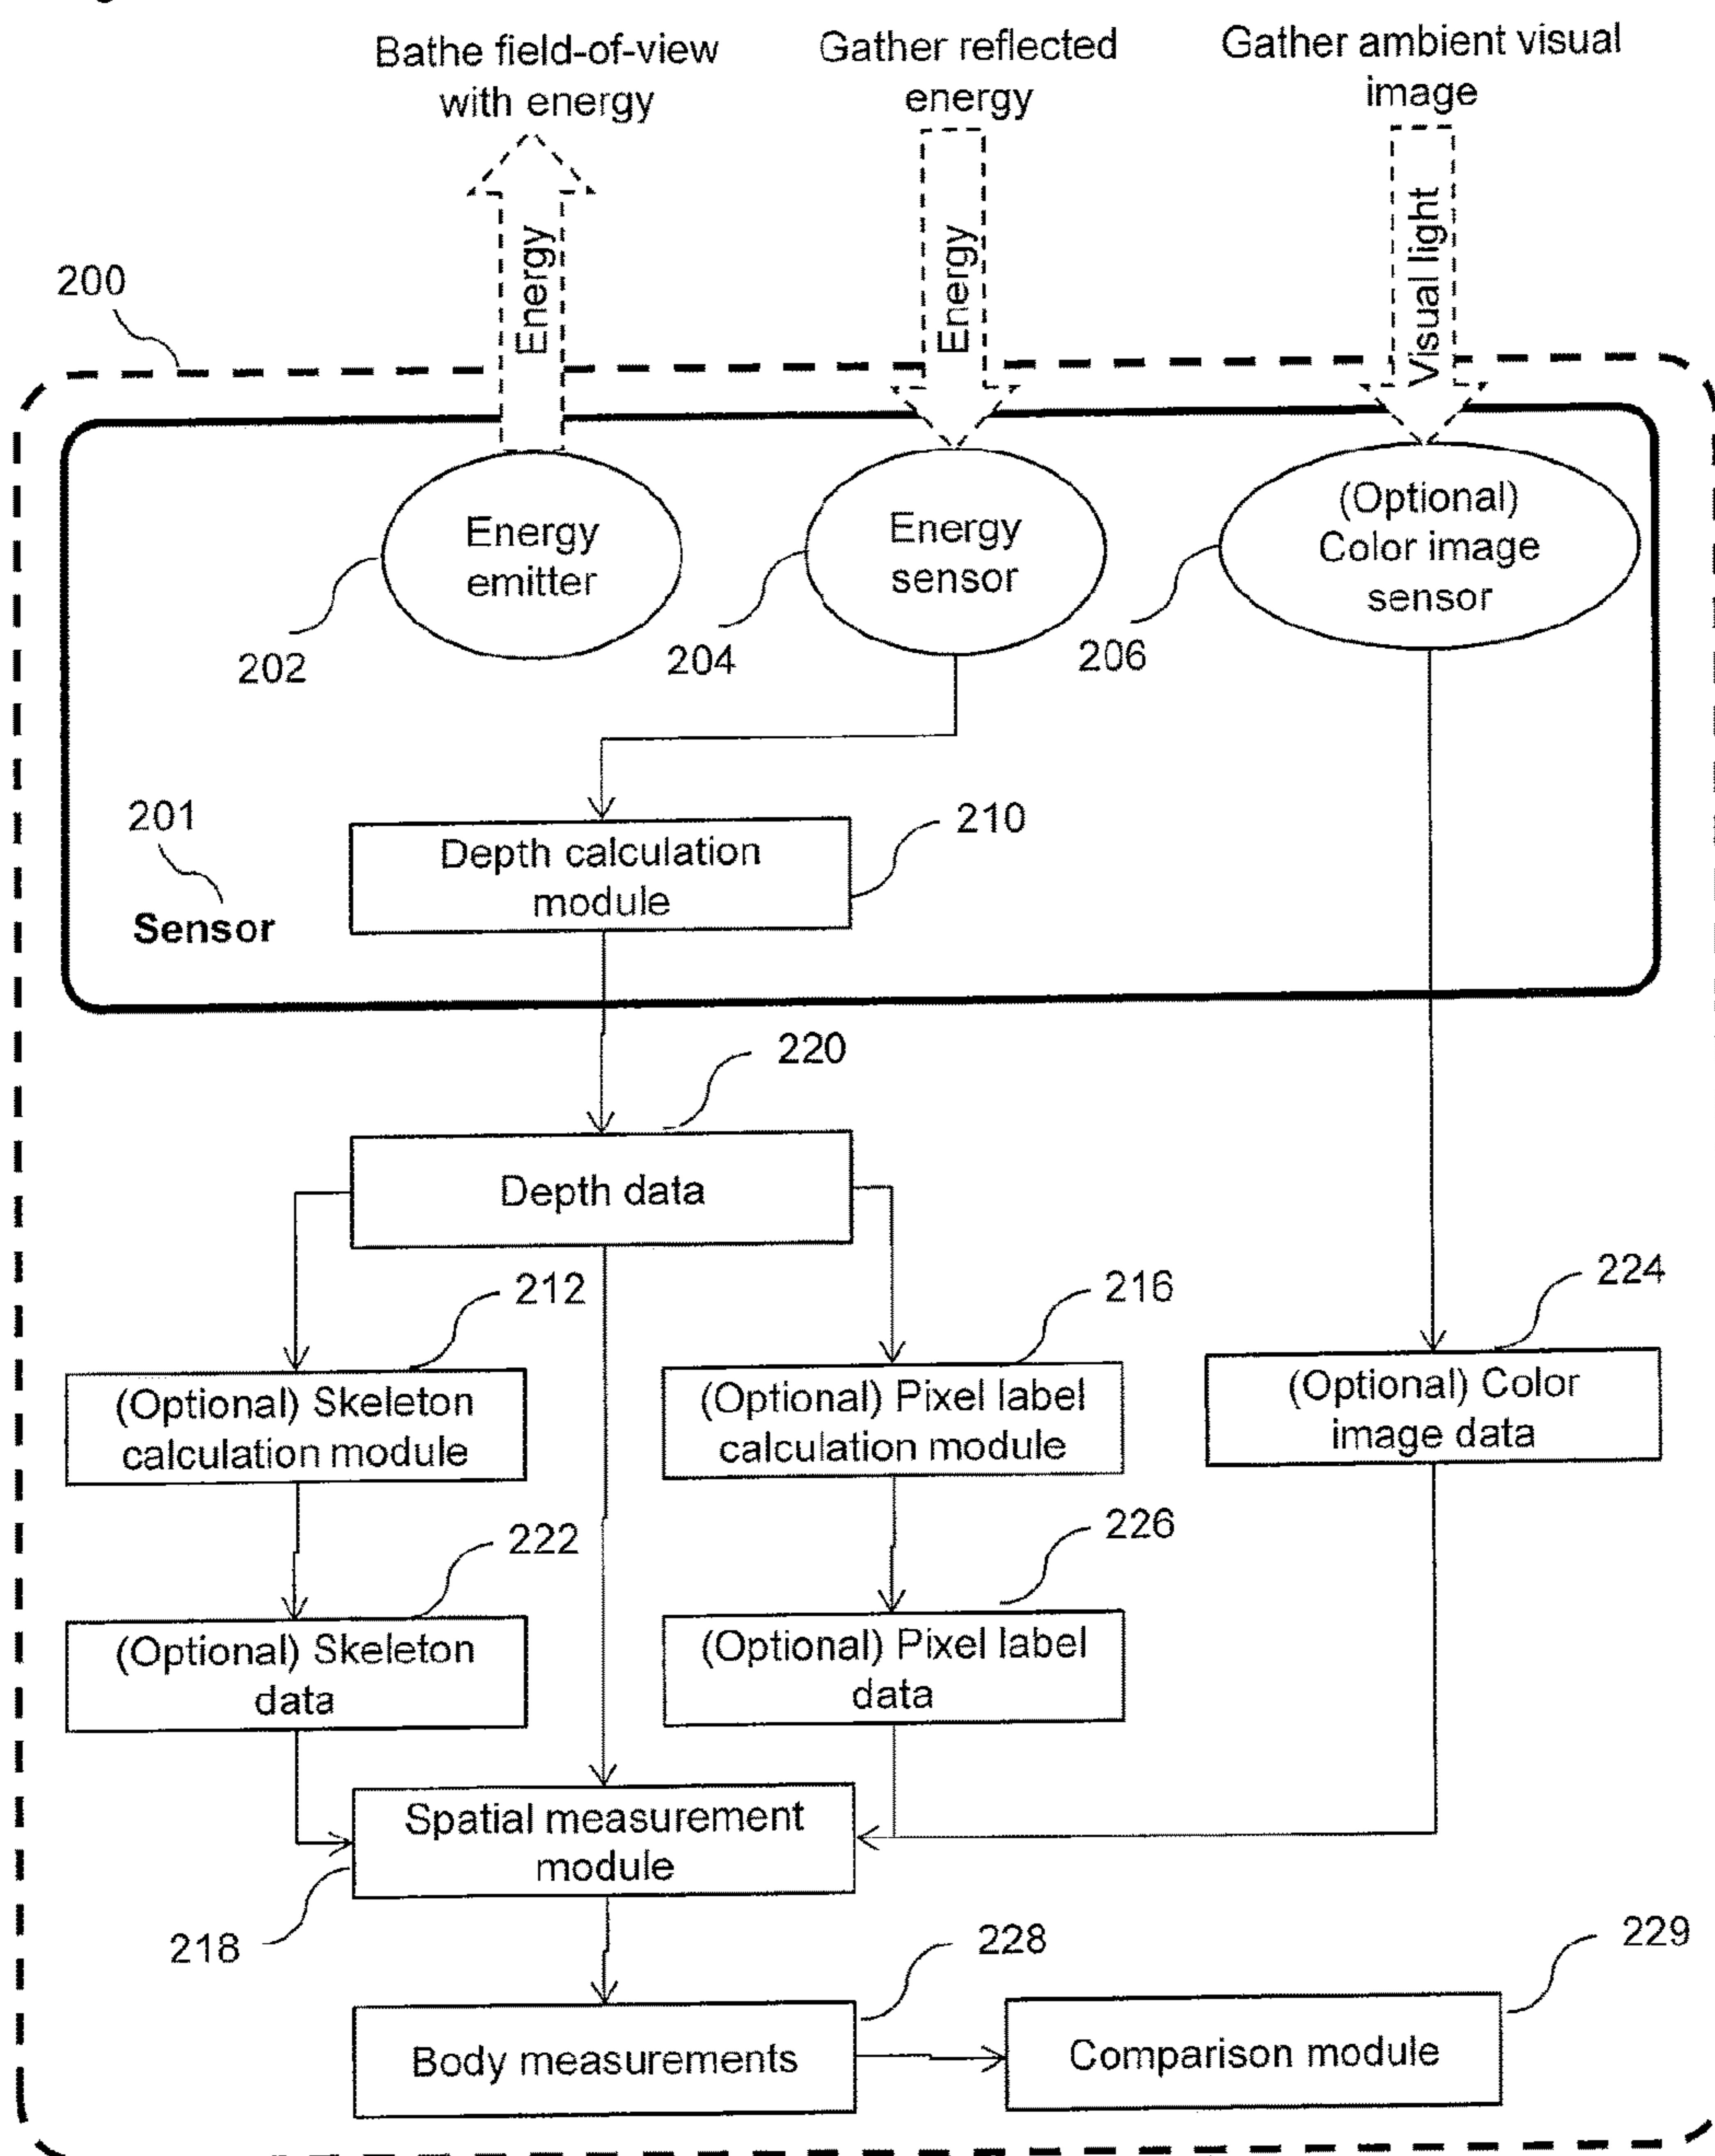 Bathe field-of-view
with energy
Gather reflected
energy
Gather ambient visual
image
Energy
Energy
Visual light
200
Energy
emitter
Energy
sensor
(Optional)
Color image
sensor
202
204
206
201
Sensor
Depth calculation
module
210
220
Depth data
212
216
224
(Optional) Skeleton
calculation module
(Optional) Pixel label
calculation module
(Optional) Color
image data
222
226
(Optional) Skeleton
data
(Optional) Pixel label
data
Spatial measurement
module
218
228
229
Body measurements
Comparison module